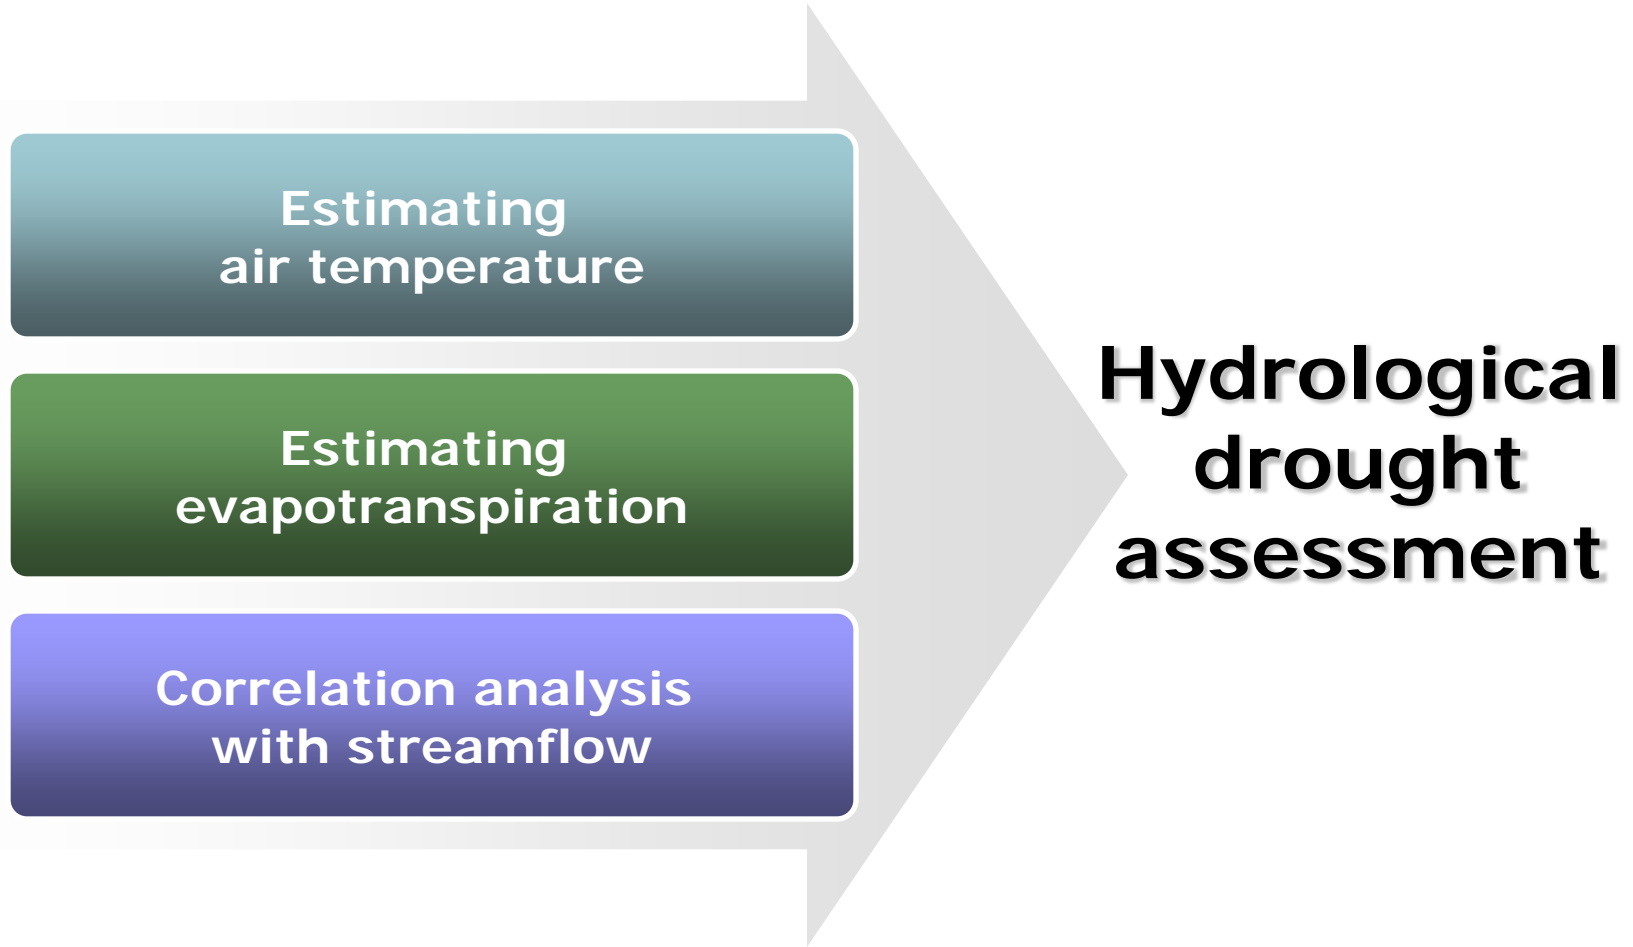 Estimating
air temperature
Estimating
evapotranspiration
Correlation analysis
with streamflow
Hydrological
drought
assessment